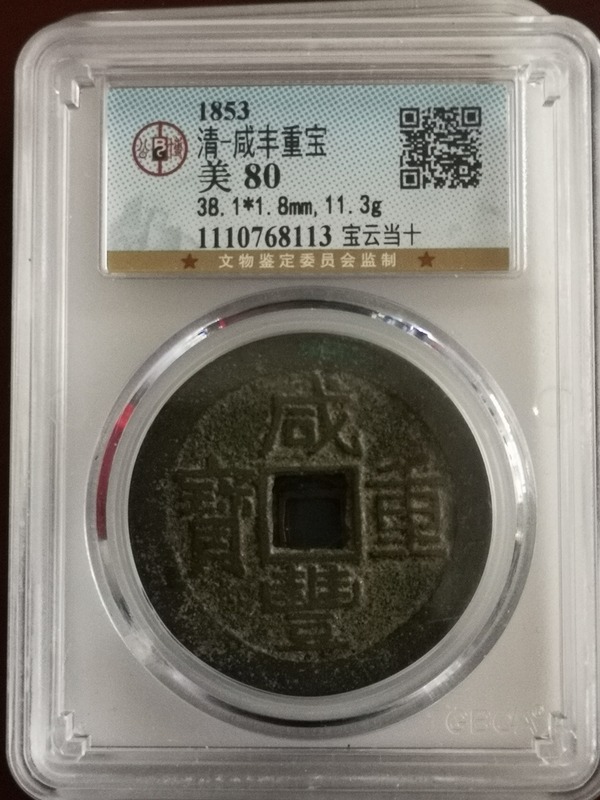 1853
清-咸丰重宝
美 80
38.1*1.8mm,11.3g
1110768113 宝云当十
★ 文物鉴定委员会监制 ★
咸
寶 重
豐